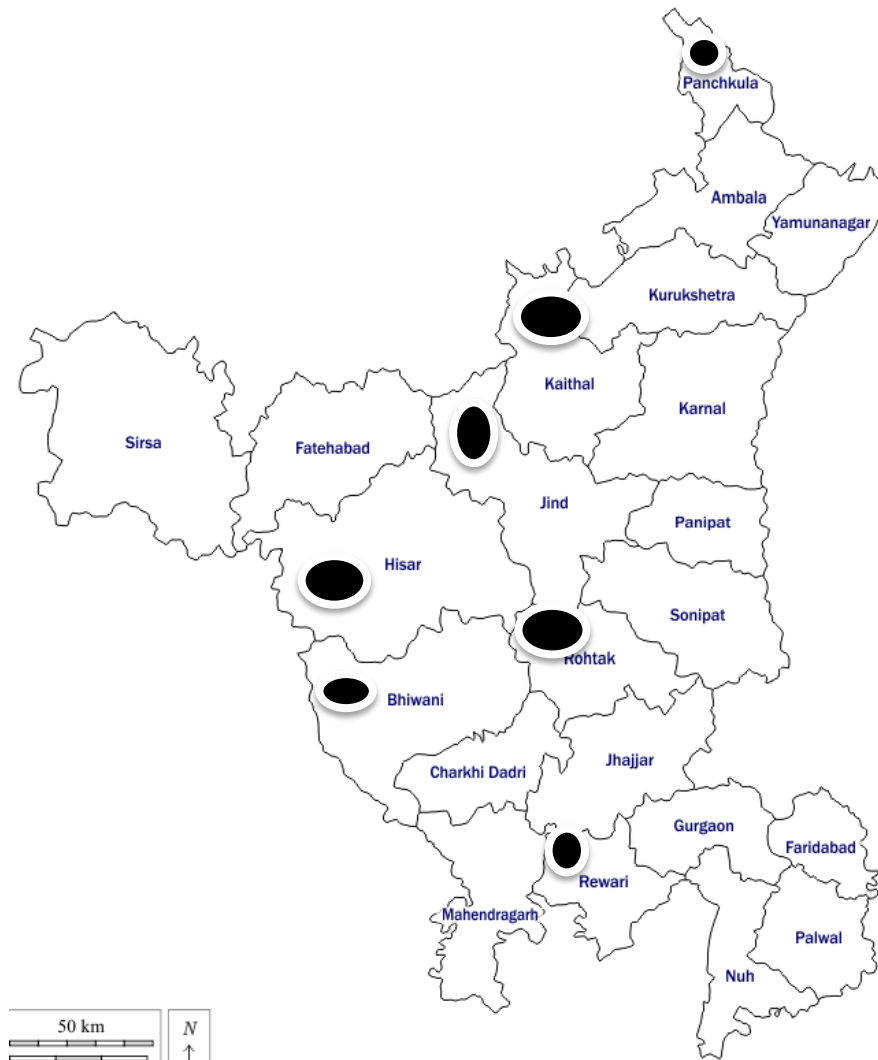 Panchkula
Ambala
Yamunanagar
Kurukshetra
Kaithal
Karnal
Sirsa
Fatehabad
Jind
Panipat
Hisar
Sonipat
Rohtak
Bhiwani
Charkhi Dadri
Jhajjar
Gurgaon
Faridabad
Rewari
Mahendragarh
Palwal
Nuh
50 km
N